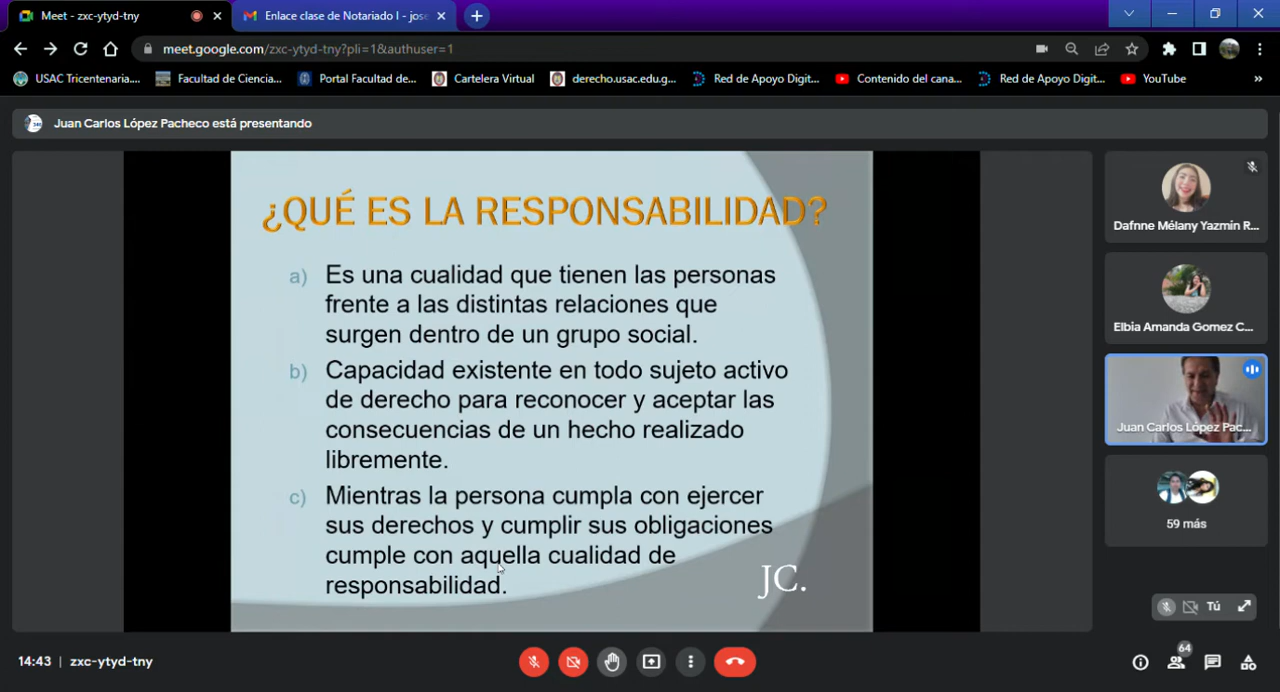 Meet - zxc-ytyd-tny
Enlace clase de Notariado I - jose
meet.google.com/zxc-ytyd-tny?pli=1&authuser=1
USAC Tricentenaria....
Facultad de Ciencia...
Portal Facultad de...
Cartelera Virtual
derecho.usac.edu.g...
Red de Apoyo Digit...
Contenido del cana...
Red de Apoyo Digit...
YouTube
»
Juan Carlos López Pacheco está presentando
¿QUÉ ES LA RESPONSABILIDAD?
a) Es una cualidad que tienen las personas
frente a las distintas relaciones que
surgen dentro de un grupo social.
b) Capacidad existente en todo sujeto activo
de derecho para reconocer y aceptar las
consecuencias de un hecho realizado
libremente.
c) Mientras la persona cumpla con ejercer
sus derechos y cumplir sus obligaciones
cumple con aquella cualidad de
responsabilidad.
JC.
Dafnne Mélany Yazmín R...
Elbia Amanda Gomez C...
Juan Carlos López Pac...
59 más
Tú
14:43 | zxc-ytyd-tny
64